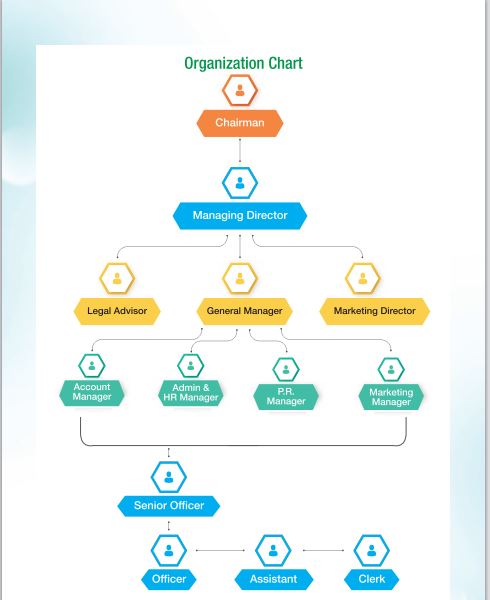 Organization Chart
Chairman
Managing Director
Legal Advisor
General Manager
Marketing Director
Account
Manager
Admin &
HR Manager
P.R.
Manager
Marketing
Manager
Senior Officer
Officer
Assistant
Clerk